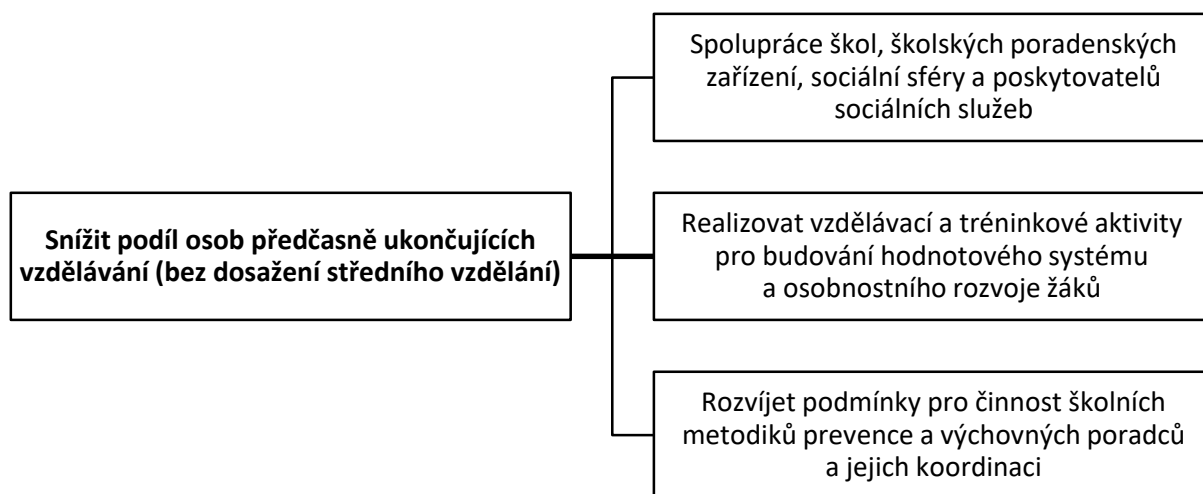 Spolupráce škol, školských poradenských
zařízení, sociální sféry a poskytovatelů
sociálních služeb
Snížit podíl osob předčasně ukončujících
vzdělávání (bez dosažení středního vzdělání)
Realizovat vzdělávací a tréninkové aktivity
pro budování hodnotového systému
a osobnostního rozvoje žáků
Rozvíjet podmínky pro činnost školních
metodiků prevence a výchovných poradců
a jejich koordinaci